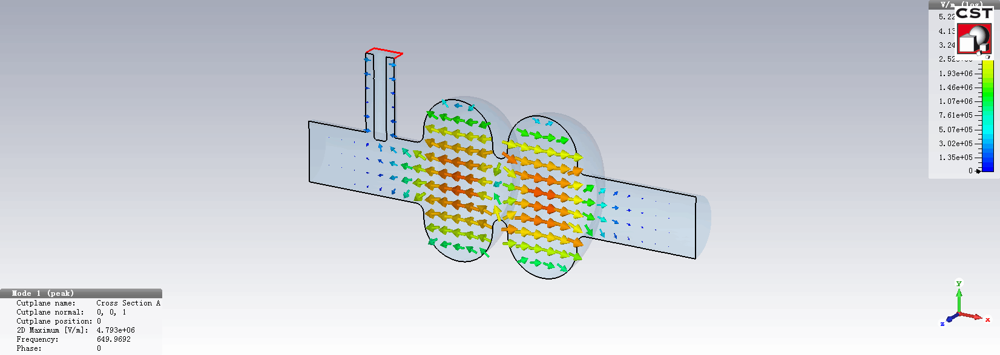 V/m (log)
CST
5.22
4.13
3.24
1.93e+06
1.46e+06
1.07e+06
7.61e+05
5.07e+05
3.02e+05
1.35e+05
0
Mode 1 (peak)
Cutplane name: Cross Section A
Cutplane normal: 0, 0, 1
Cutplane position: 0
2D Maximum [V/m]: 4.793e+06
Frequency: 649.9692
Phase: 0
y
x
z